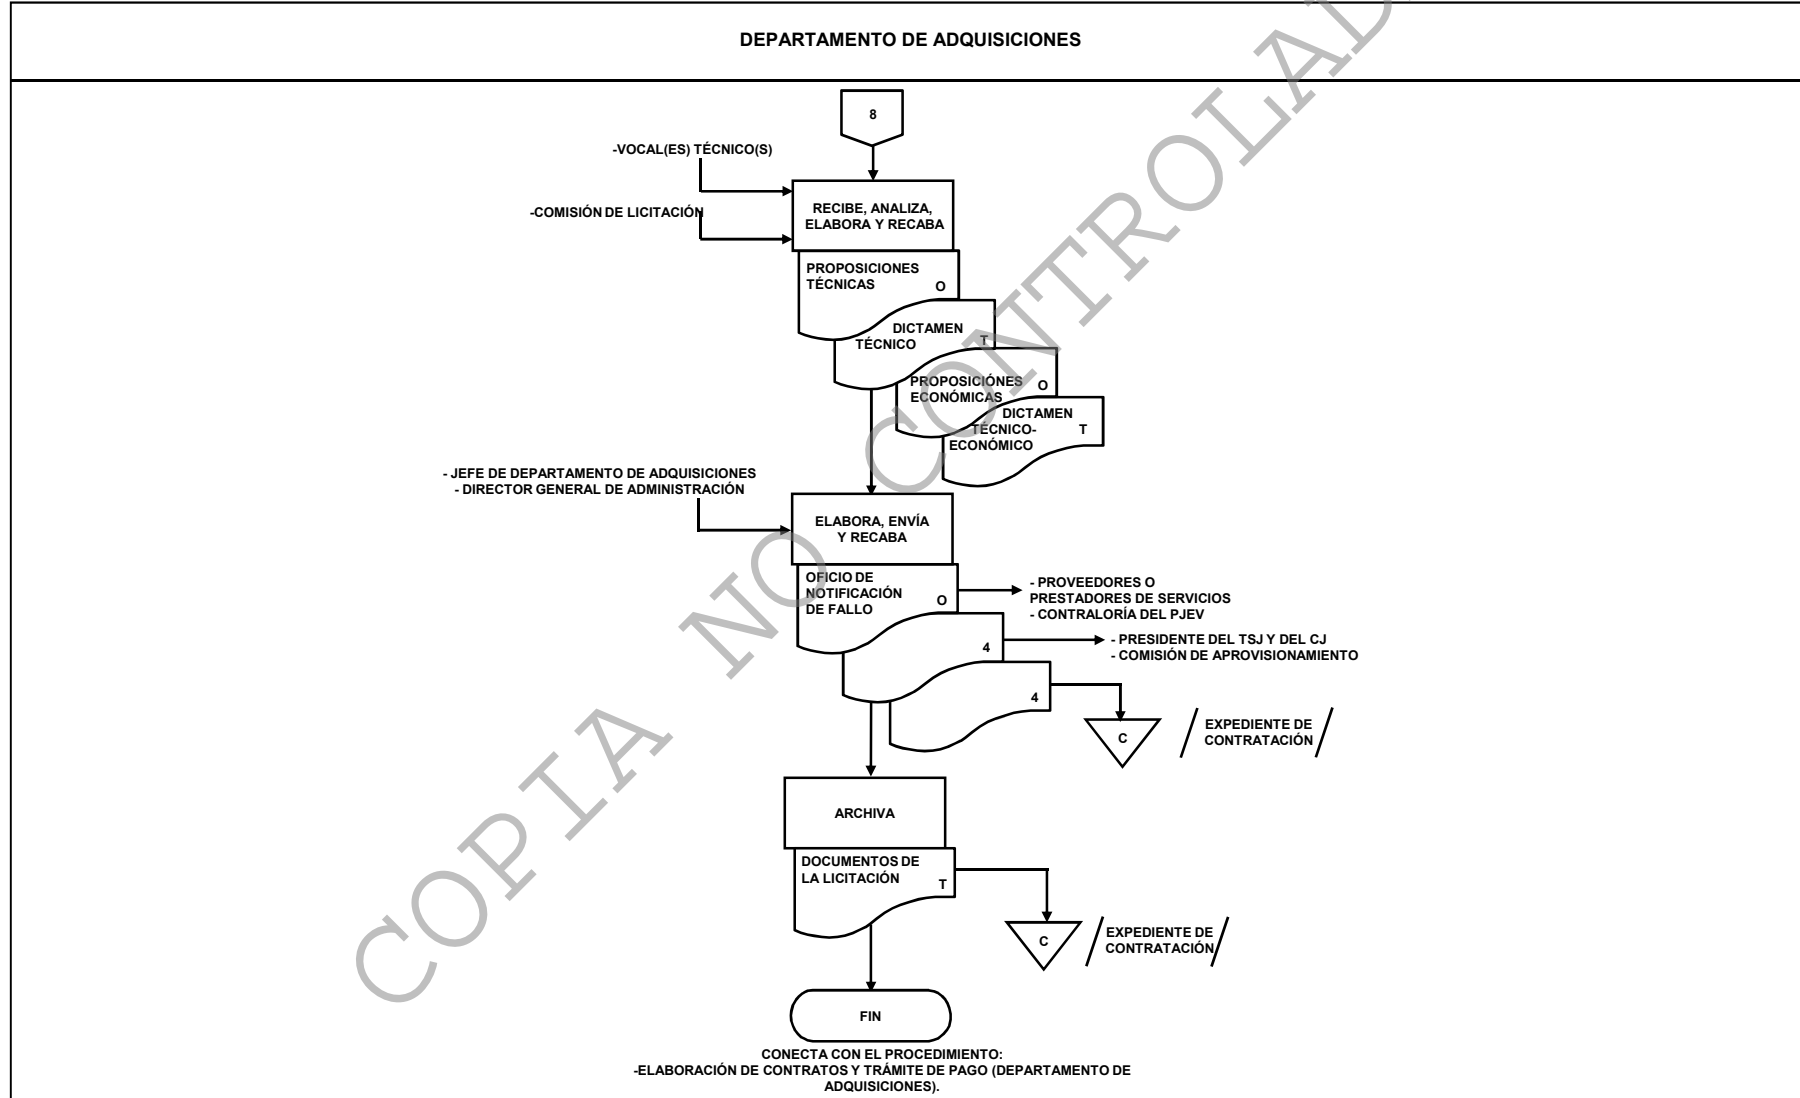 DEPARTAMENTO DE ADQUISICIONES
8
-VOCAL(ES) TÉCNICO(S)
-COMISIÓN DE LICITACIÓN
RECIBE, ANALIZA,
ELABORA Y RECABA
PROPOSICIONES
TÉCNICAS
O
DICTAMEN
TÉCNICO
T
PROPOSICIÓNES
ECONÓMICAS
O
DICTAMEN
TÉCNICO-
ECONÓMICO
T
- JEFE DE DEPARTAMENTO DE ADQUISICIONES
- DIRECTOR GENERAL DE ADMINISTRACIÓN
ELABORA, ENVÍA
Y RECABA
OFICIO DE
NOTIFICACIÓN
DE FALLO
O
- PROVEEDORES O
PRESTADORES DE SERVICIOS
- CONTRALORÍA DEL PJEV
4
- PRESIDENTE DEL TSJ Y DEL CJ
- COMISIÓN DE APROVISIONAMIENTO
4
C
EXPEDIENTE DE
CONTRATACIÓN
ARCHIVA
DOCUMENTOS DE
LA LICITACIÓN
T
C
EXPEDIENTE DE
CONTRATACIÓN
FIN
CONECTA CON EL PROCEDIMIENTO:
-ELABORACIÓN DE CONTRATOS Y TRÁMITE DE PAGO (DEPARTAMENTO DE
ADQUISICIONES).
COPIA NO CONTROLAD